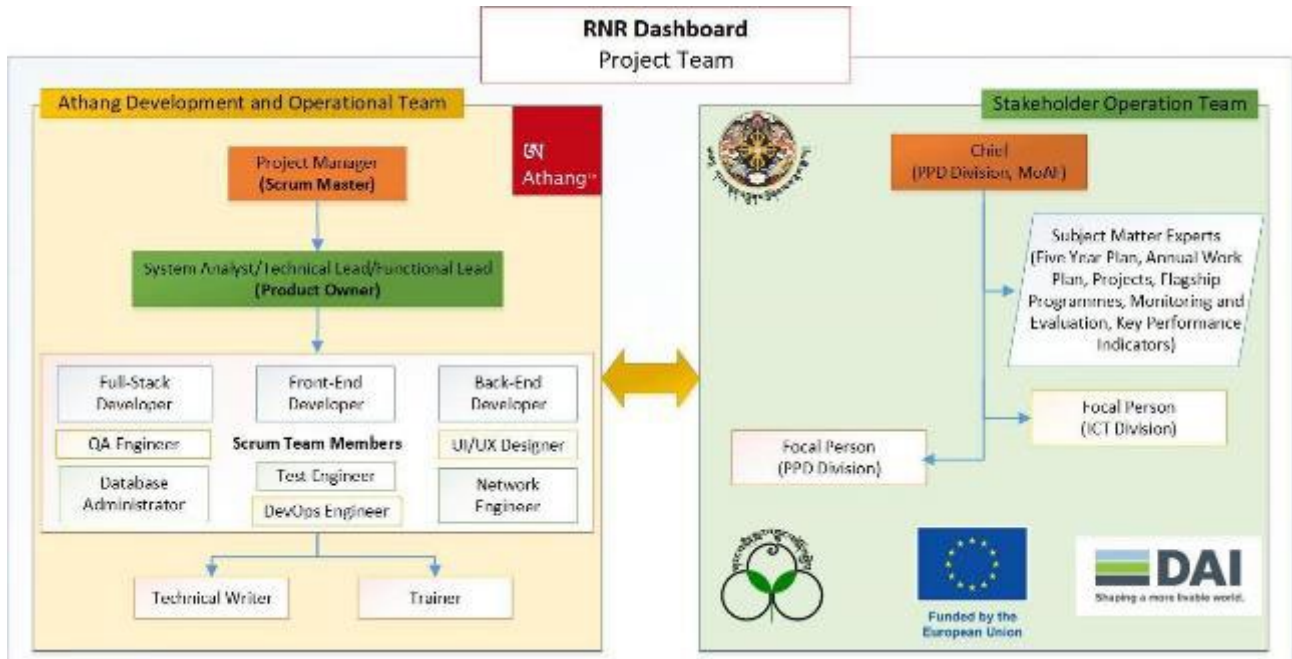 RNR Dashboard
Project Team
Athang Development and Operational Team
Project Manager
(Scrum Master)
Athang
System Analyst/Technical Lead/Functional Lead
(Product Owner)
Full-Stack
Developer
Front-End
Developer
Back-End
Developer
QA Engineer
Scrum Team Members
UI/UX Designer
Database
Administrator
Test Engineer
DevOps Engineer
Network
Engineer
Technical Writer
Trainer
Stakeholder Operation Team
Chief
(PPD Division, MoAF)
Subject Matter Experts
(Five Year Plan, Annual Work
Plan, Projects, Flagship
Programmes, Monitoring and
Evaluation, Key Performance
Indicators)
Focal Person
(ICT Division)
Focal Person
(PPD Division)
Funded by the
European Union
DAI
Shaping a more livable world.